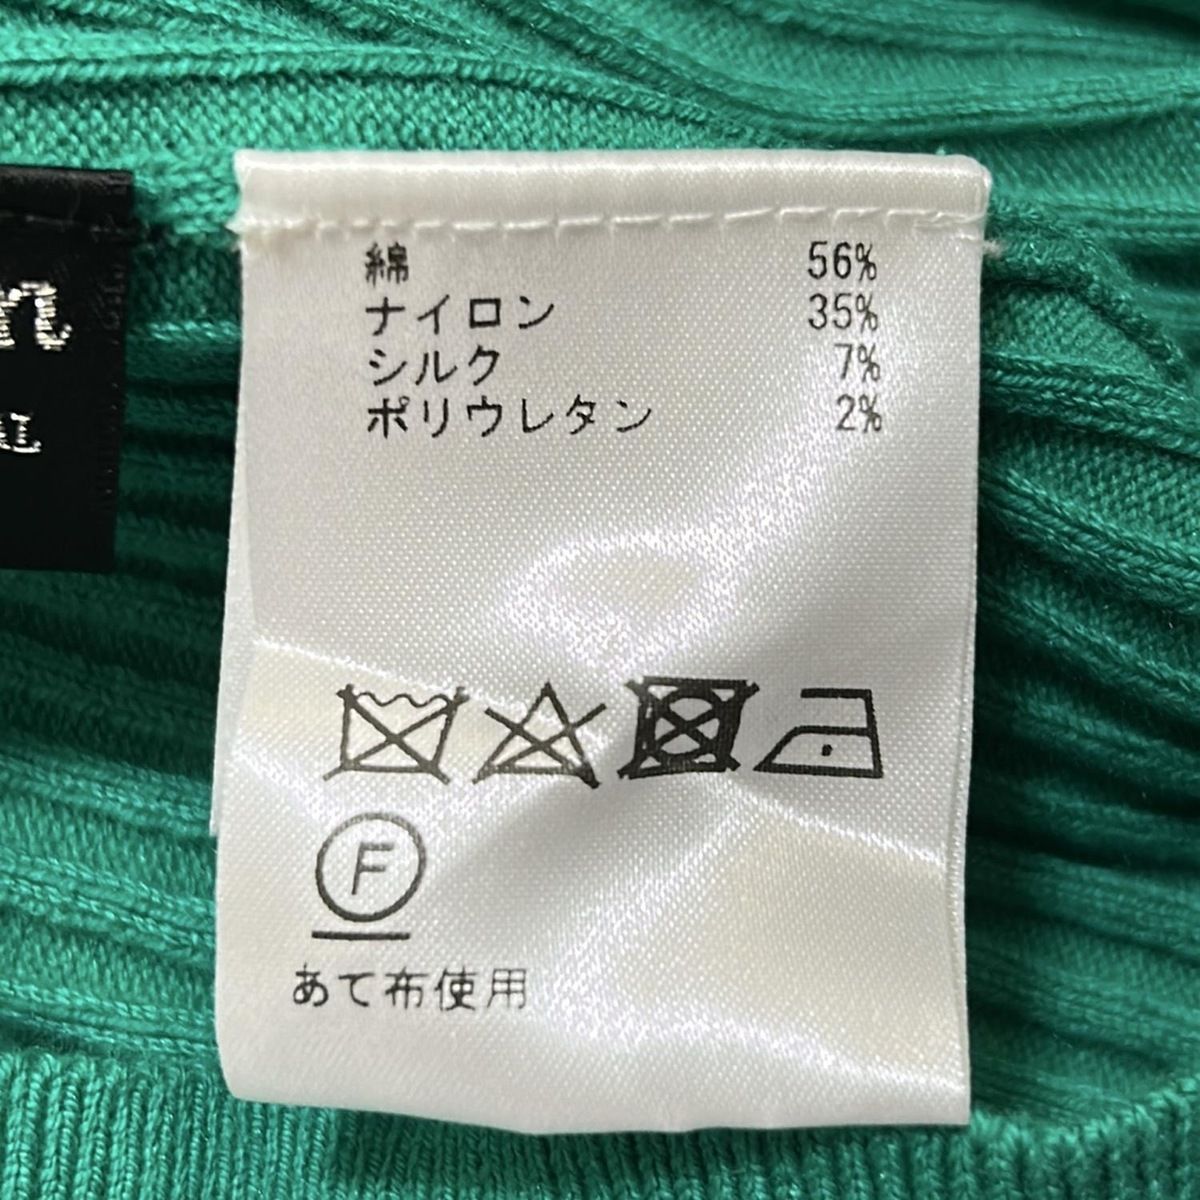 綿 56%
ナイロン 35%
シルク 7%
ポリウレタン 2%
F
あて布使用